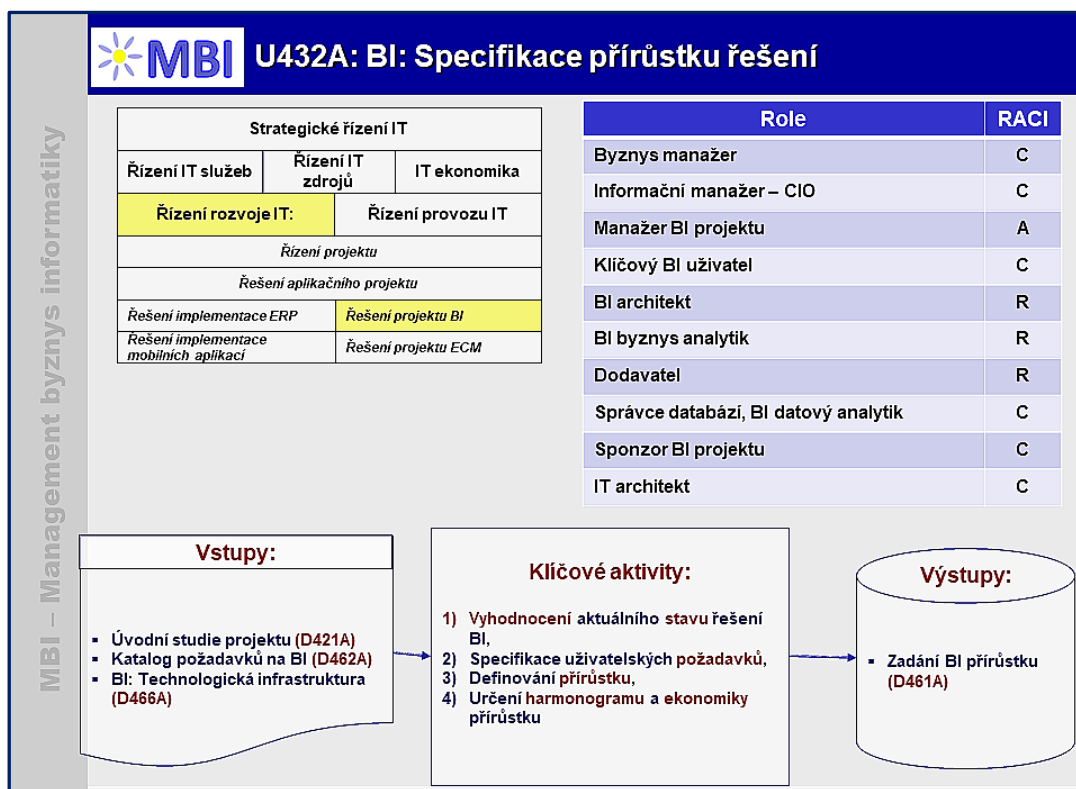 MBI
U432A: BI: Specifikace přírůstku řešení
MBI – Management byznys informatiky
Strategické řízení IT
Řízení IT služeb
Řízení IT
zdrojů
IT ekonomika
Řízení rozvoje IT:
Řízení provozu IT
Řízení projektu
Řešení aplikačního projektu
Řešení implementace ERP
Řešení projektu BI
Řešení implementace
mobilních aplikací
Řešení projektu ECM
Role RACI
Byznys manažer C
Informační manažer – CIO C
Manažer BI projektu A
Klíčový BI uživatel C
BI architekt R
BI byznys analytik R
Dodavatel R
Správce databází, BI datový analytik C
Sponzor BI projektu C
IT architekt C
Vstupy:
▪ Úvodní studie projektu (D421A)
▪ Katalog požadavků na BI (D462A)
▪ BI: Technologická infrastruktura
(D466A)
Klíčové aktivity:
1) Vyhodnocení aktuálního stavu řešení
BI,
2) Specifikace uživatelských požadavků,
3) Definování přírůstku,
4) Určení harmonogramu a ekonomiky
přírůstku
Výstupy:
▪ Zadání BI přírůstku
(D461A)